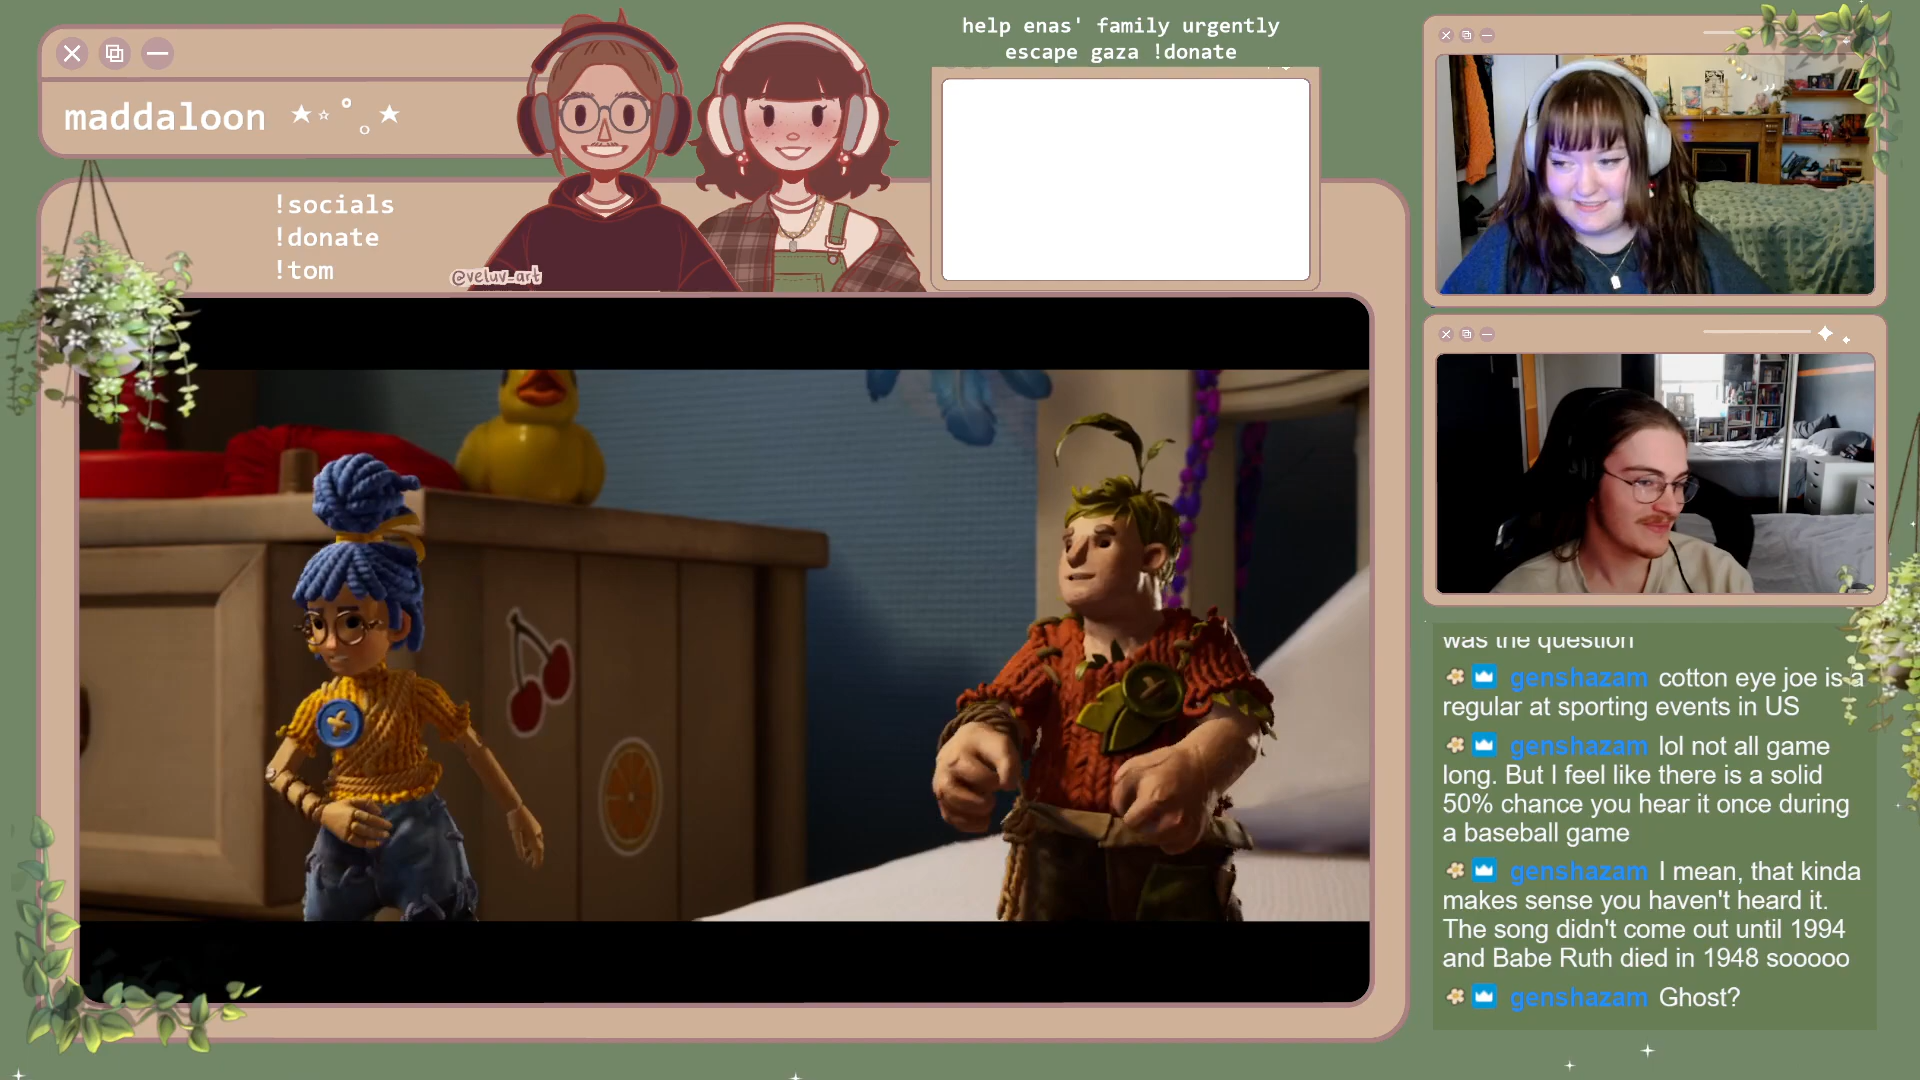 maddaloon
!socials
!donate
!tom
@veluv_art
help enas' family urgently
escape gaza !donate
was the question
genshazam cotton eye joe is a
regular at sporting events in US
genshazam lol not all game
long. But I feel like there is a solid
50% chance you hear it once during
a baseball game
genshazam I mean, that kinda
makes sense you haven't heard it.
The song didn't come out until 1994
and Babe Ruth died in 1948 sooooo
genshazam Ghost?